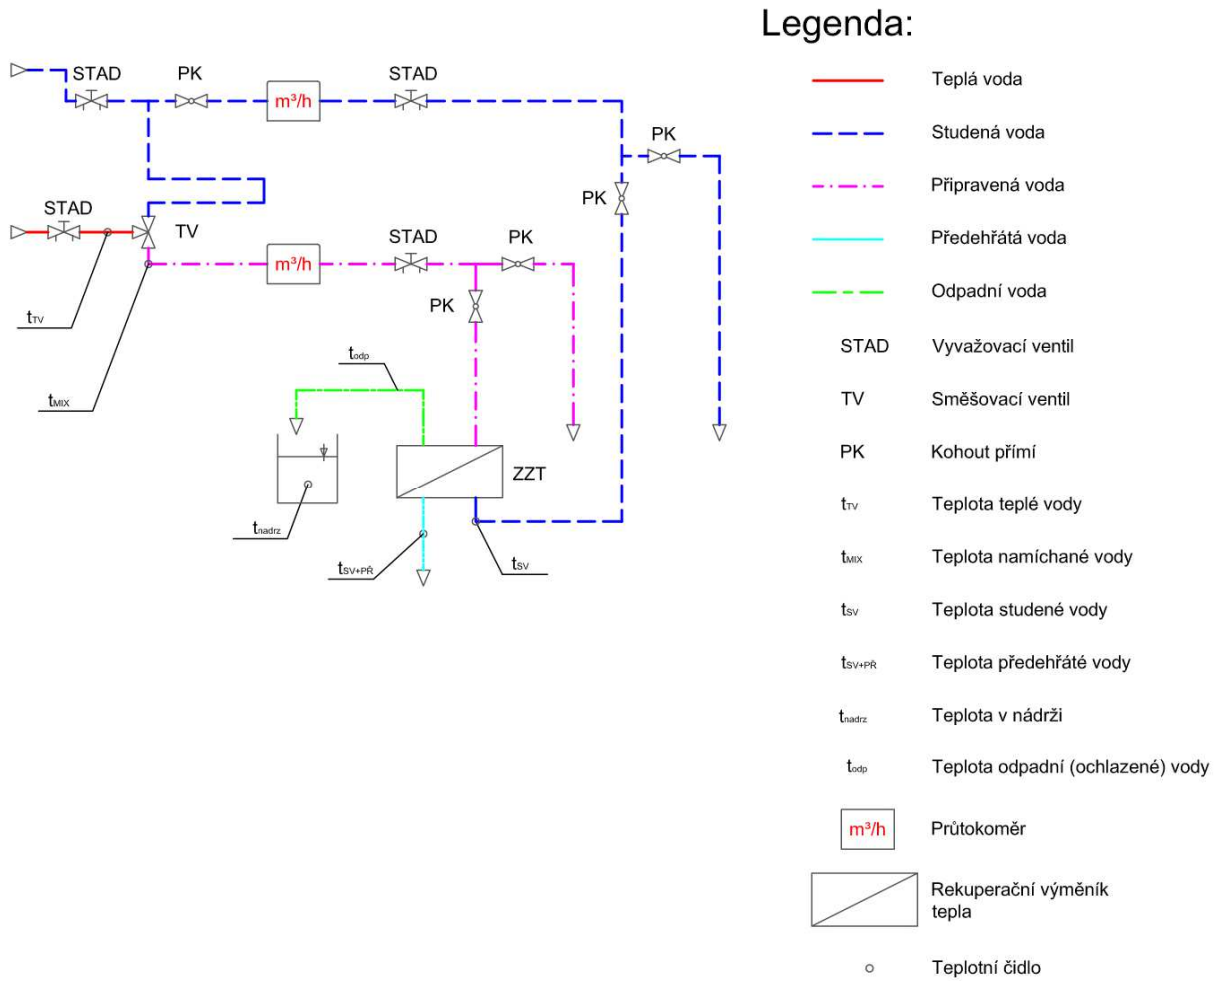 Legenda:
STAD
PK
m³/h
STAD
PK
PK
STAD
TV
m³/h
STAD
PK
PK
tTV
tMIX
todp
ZZT
tnadrz
tSV+PŘ
tSV
Teplá voda
Studená voda
Připravená voda
Předehřátá voda
Odpadní voda
STAD Vyvažovací ventil
TV Směšovací ventil
PK Kohout přímí
tTV Teplota teplé vody
tMIX Teplota namíchané vody
tSV Teplota studené vody
tSV+PŘ Teplota předehřáté vody
tnadrz Teplota v nádrži
todp Teplota odpadní (ochlazené) vody
m³/h Průtokoměr
Rekuperační výměník
tepla
Teplotní čidlo